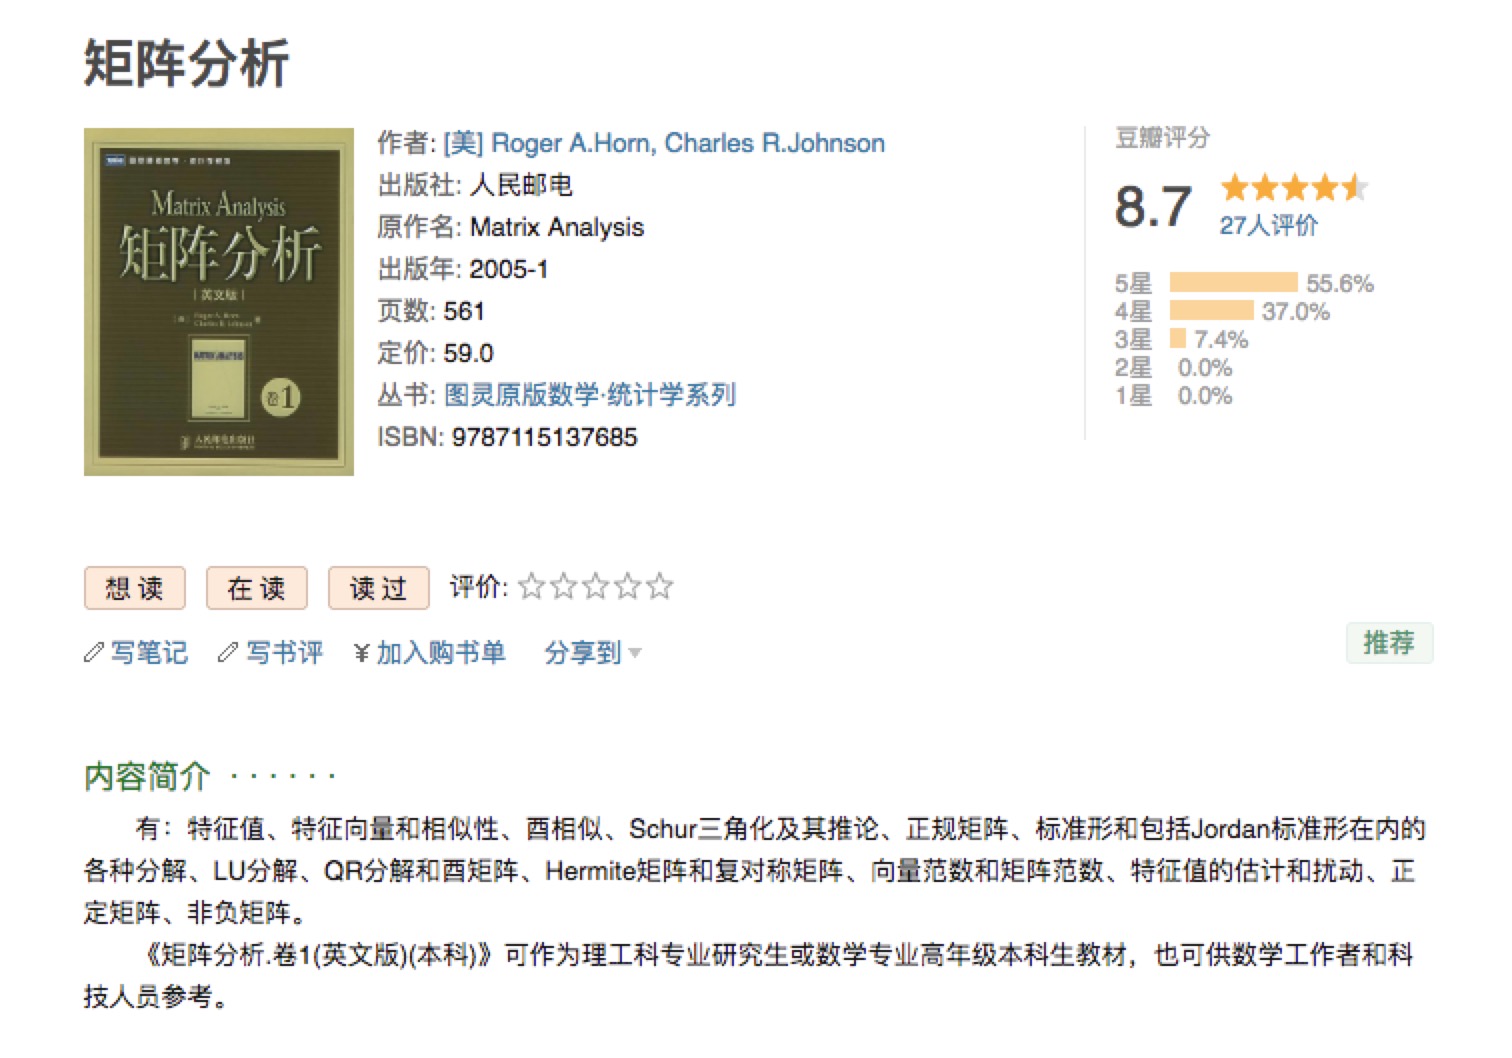 矩阵分析
Matrix Analysis
矩阵分析
| 英文版 |
卷1
人民邮电出版社
作者: [美] Roger A.Horn, Charles R.Johnson
出版社: 人民邮电
原作名: Matrix Analysis
出版年: 2005-1
页数: 561
定价: 59.0
丛书: 图灵原版数学·统计学系列
ISBN: 9787115137685
豆瓣评分
8.7
27人评价
5星 55.6%
4星 37.0%
3星 7.4%
2星 0.0%
1星 0.0%
想读 在读 读过 评价:
写笔记 写书评 ¥加入购书单 分享到
推荐
内容简介 · · · · · ·
有：特征值、特征向量和相似性、酉相似、Schur三角化及其推论、正规矩阵、标准形和包括Jordan标准形在内的
各种分解、LU分解、QR分解和酉矩阵、Hermite矩阵和复对称矩阵、向量范数和矩阵范数、特征值的估计和扰动、正
定矩阵、非负矩阵。
《矩阵分析.卷1(英文版)(本科)》可作为理工科专业研究生或数学专业高年级本科生教材，也可供数学工作者和科
技人员参考。